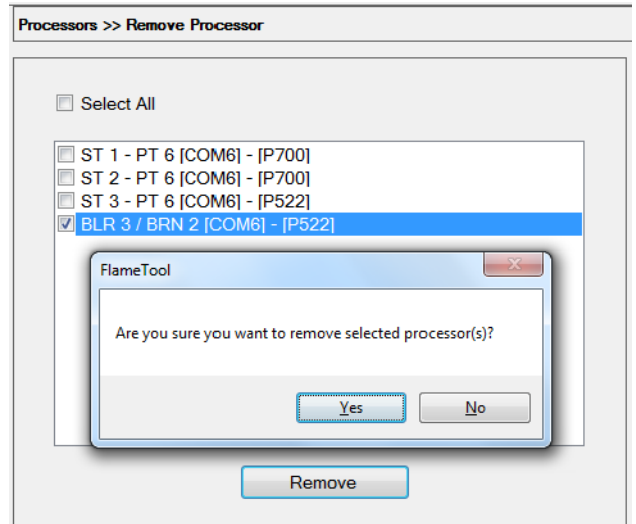 Processors >> Remove Processor
Select All
ST 1 - PT 6 [COM6] - [P700]
ST 2 - PT 6 [COM6] - [P700]
ST 3 - PT 6 [COM6] - [P522]
BLR 3 / BRN 2 [COM6] - [P522]
FlameTool
Are you sure you want to remove selected processor(s)?
Yes
No
Remove